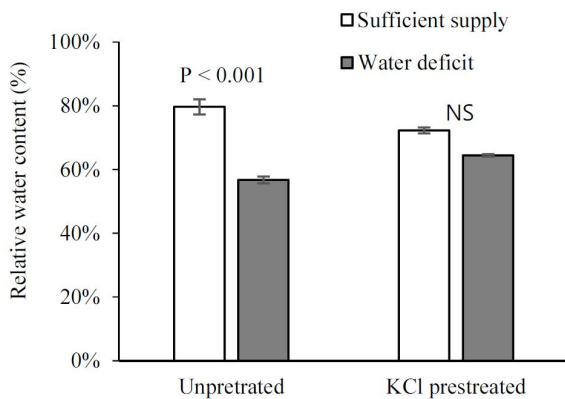 Sufficient supply
Water deficit
100%
80%
60%
40%
20%
0%
Relative water content (%)
P < 0.001
NS
Unpretrated
KCl prestreated